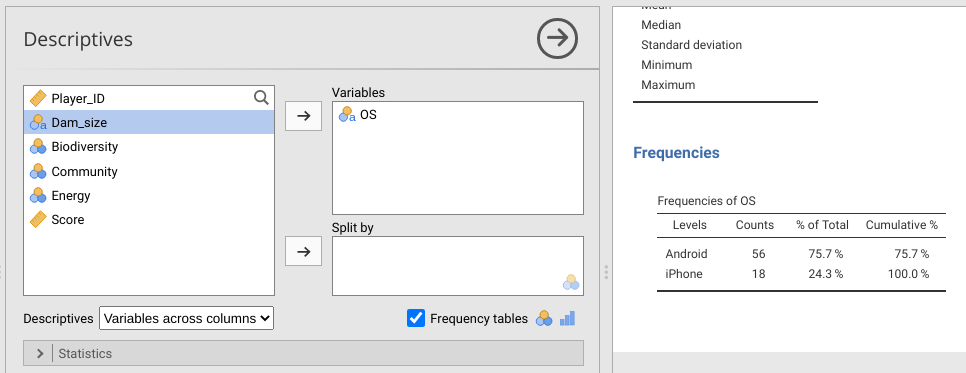 Descriptives
Player_ID
Dam_size
Biodiversity
Community
Energy
Score
Variables
OS
Split by
Descriptives Variables across columns
Frequency tables
Statistics
Mean
Median
Standard deviation
Minimum
Maximum
Frequencies
Frequencies of OS
Levels Counts % of Total Cumulative %
Android 56 75.7 % 75.7 %
iPhone 18 24.3 % 100.0 %